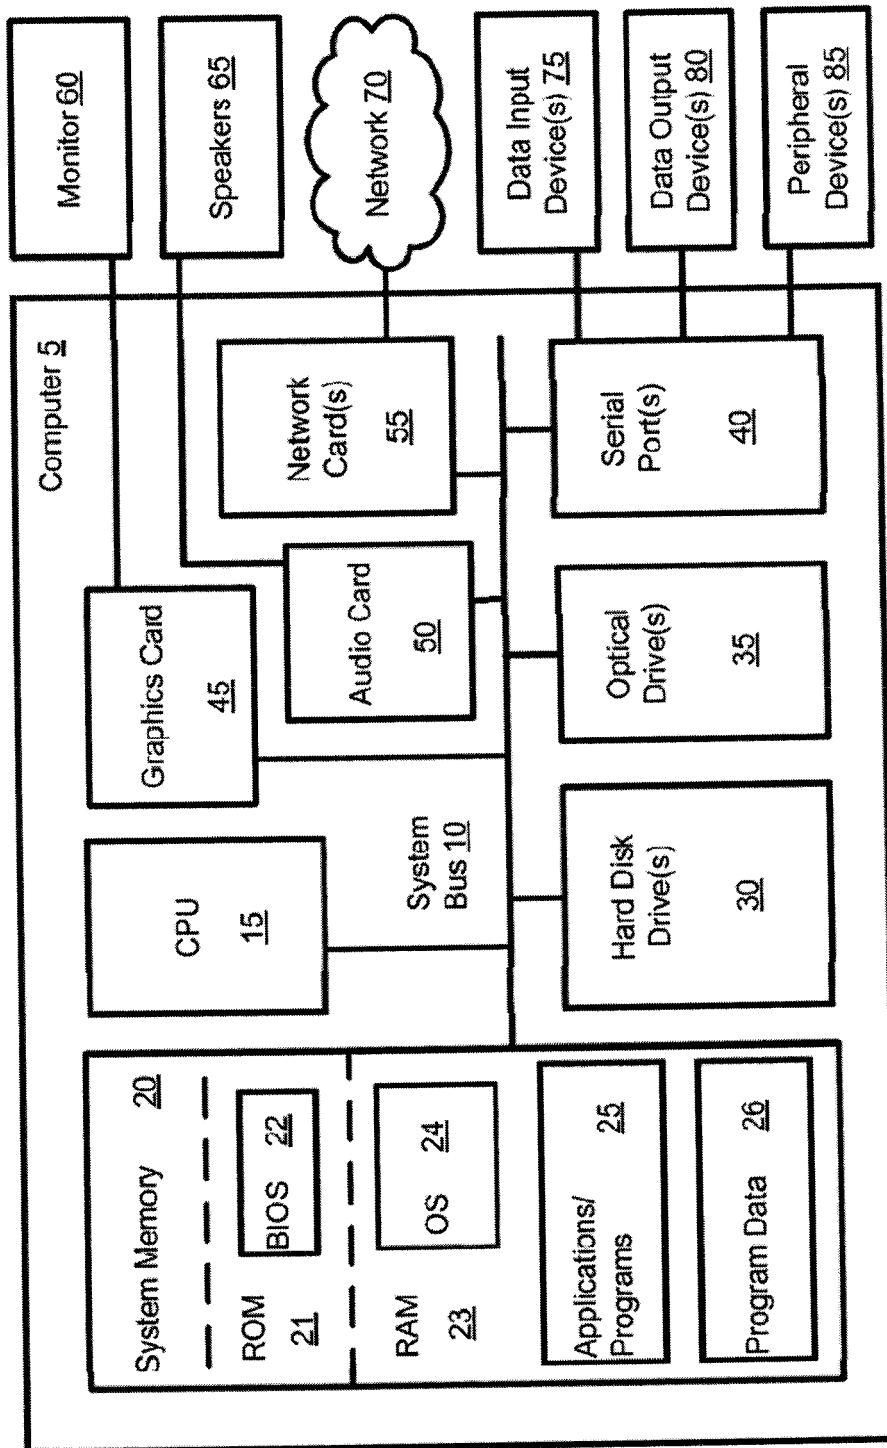 Computer 5
System Memory 20
ROM
21
BIOS 22
RAM
23
OS 24
Applications/
Programs
25
Program Data 26
CPU
15
Graphics Card
45
Audio Card
50
Network
Card(s)
55
System
Bus 10
Hard Disk
Drive(s)
30
Optical
Drive(s)
35
Serial
Port(s)
40
Monitor 60
Speakers 65
Network 70
Data Input
Device(s) 75
Data Output
Device(s) 80
Peripheral
Device(s) 85